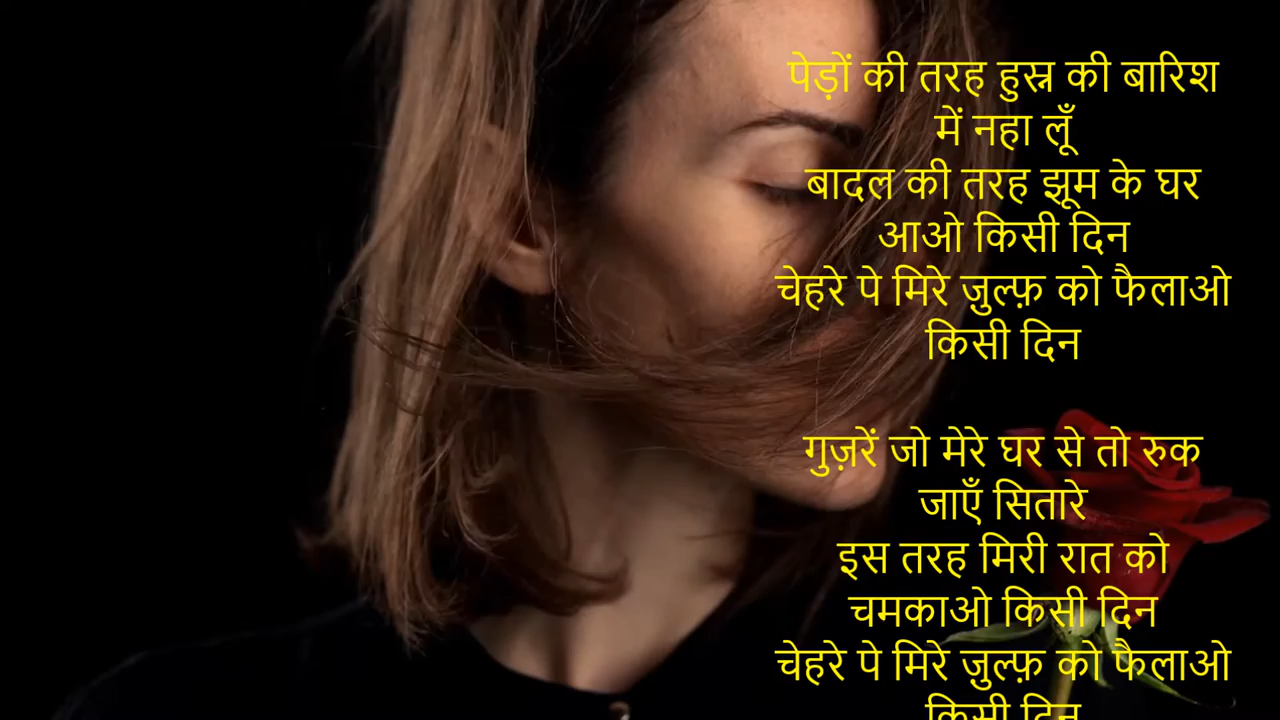 पेड़ों की तरह हुस्न की बारिश
में नहा लूँ
बादल की तरह झूम के घर
आओ किसी दिन
चेहरे पे मिरे ज़ुल्फ़ को फैलाओ
किसी दिन
गुज़रें जो मेरे घर से तो रुक
जाएँ सितारे
इस तरह मिरी रात को
चमकाओ किसी दिन
चेहरे पे मिरे ज़ुल्फ़ को फैलाओ
किसी दिन